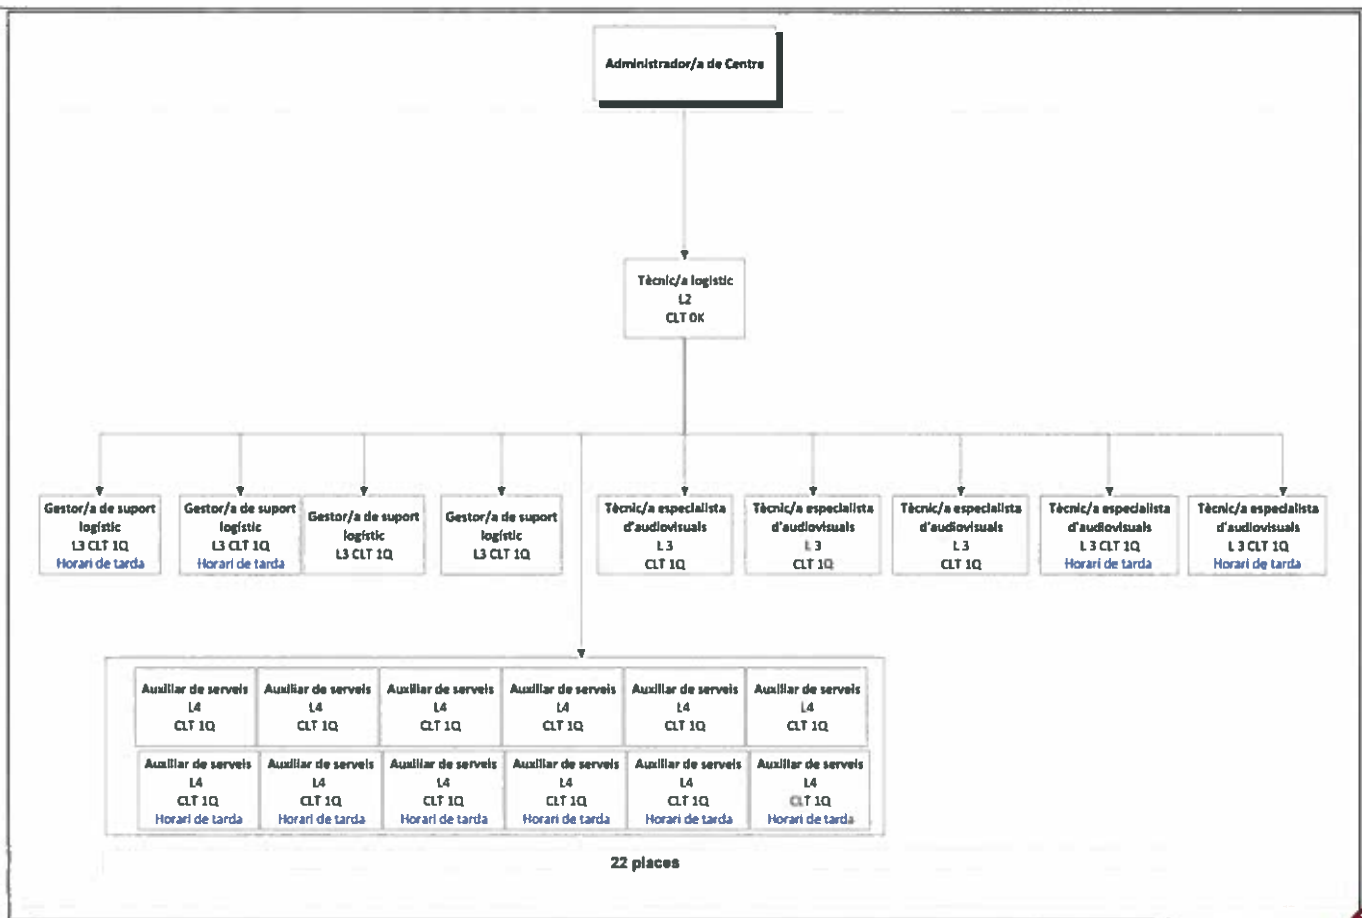 Administrador/a de Centre
Tècnic/a logístic
L2
CLT 0K
Gestor/a de suport
logístic
L3 CLT 1Q
Horari de tarda
Gestor/a de suport
logístic
L3 CLT 1Q
Horari de tarda
Gestor/a de suport
logístic
L3 CLT 1Q
Gestor/a de suport
logístic
L3 CLT 1Q
Tècnic/a especialista
d'audiovisuals
L 3
CLT 1Q
Tècnic/a especialista
d'audiovisuals
L 3
CLT 1Q
Tècnic/a especialista
d'audiovisuals
L 3
CLT 1Q
Tècnic/a especialista
d'audiovisuals
L 3 CLT 1Q
Horari de tarda
Tècnic/a especialista
d'audiovisuals
L 3 CLT 1Q
Horari de tarda
Auxiliar de serveis
L4
CLT 1Q
Auxiliar de serveis
L4
CLT 1Q
Auxiliar de serveis
L4
CLT 1Q
Auxiliar de serveis
L4
CLT 1Q
Auxiliar de serveis
L4
CLT 1Q
Auxiliar de serveis
L4
CLT 1Q
Auxiliar de serveis
L4
CLT 1Q
Horari de tarda
Auxiliar de serveis
L4
CLT 1Q
Horari de tarda
Auxiliar de serveis
L4
CLT 1Q
Horari de tarda
Auxiliar de serveis
L4
CLT 1Q
Horari de tarda
Auxiliar de serveis
L4
CLT 1Q
Horari de tarda
Auxiliar de serveis
L4
CLT 1Q
Horari de tarda
22 places